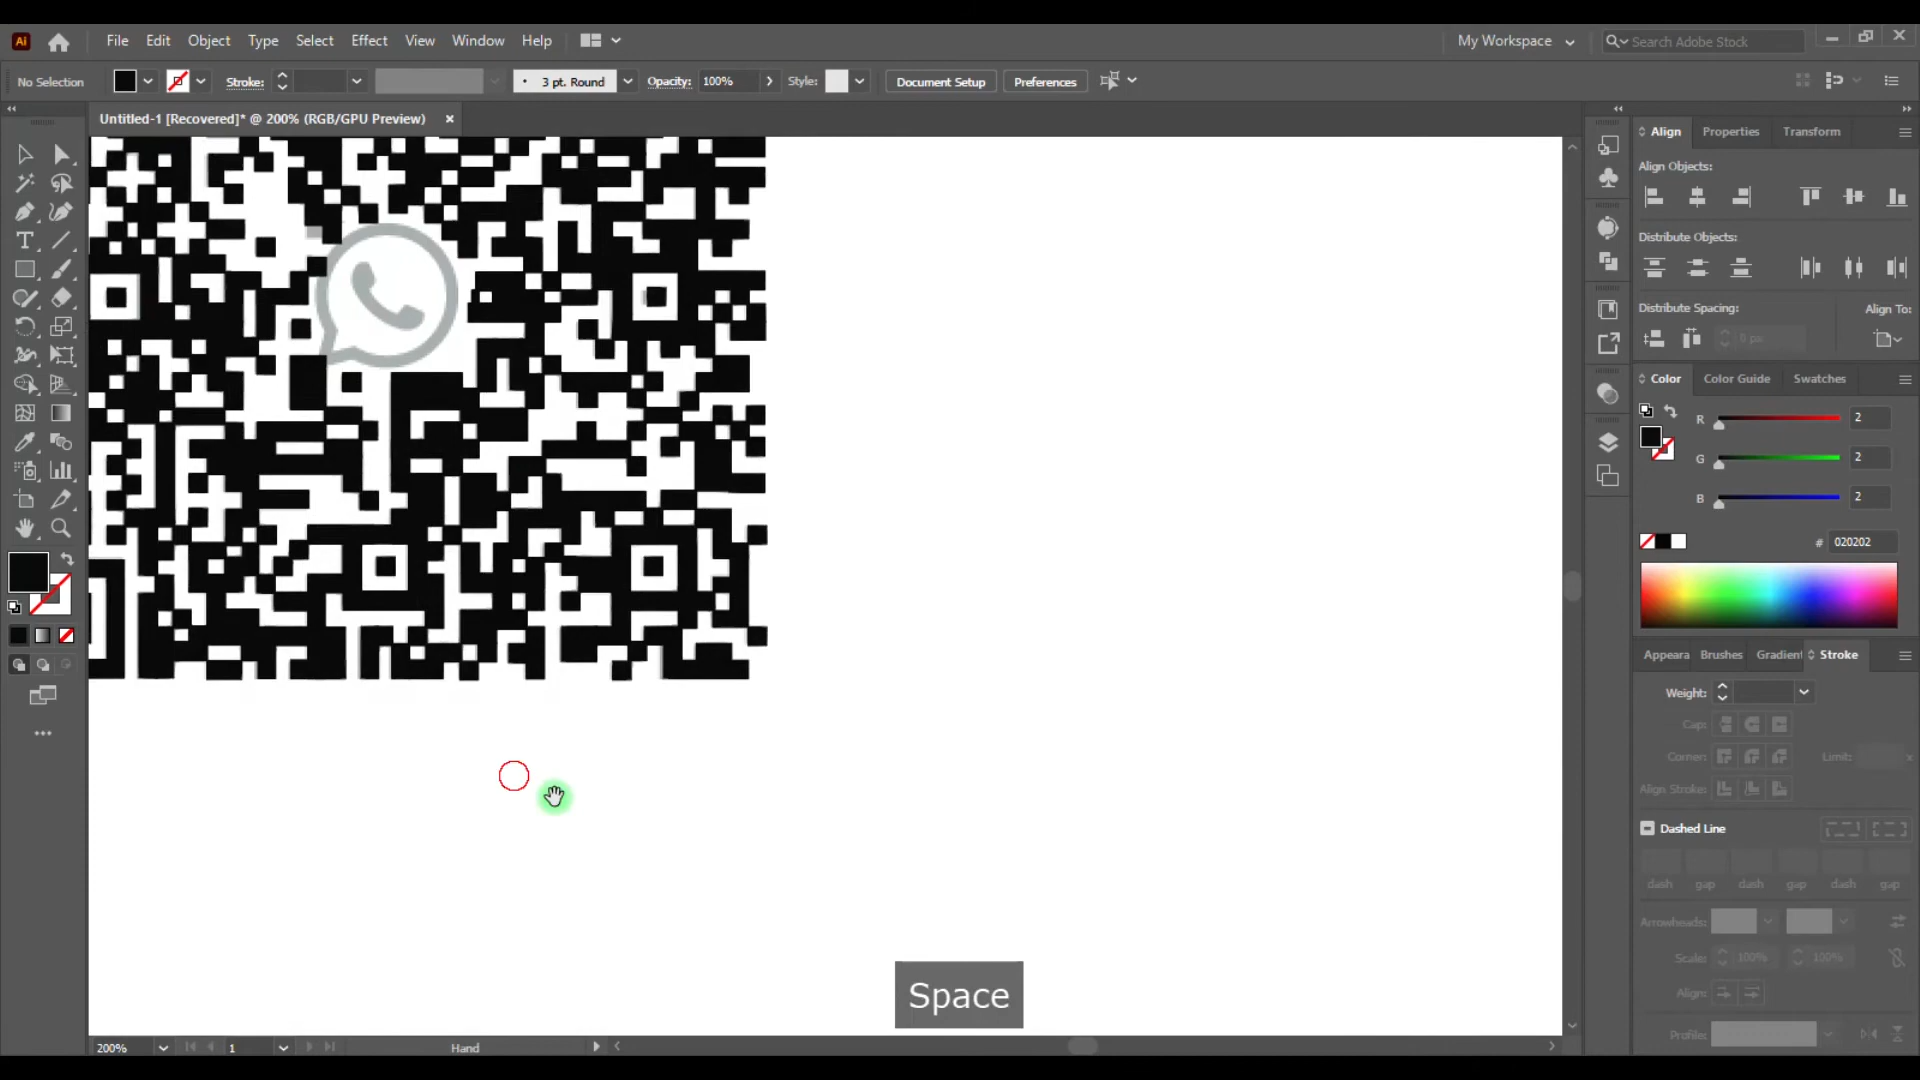 Ai File Edit Object Type Select Effect View Window Help My Workspace Search Adobe Stock
No Selection Stroke: 3 pt. Round Opacity: 100% Style: Document Setup Preferences
Untitled-1 [Recovered]* @ 200% (RGB/GPU Preview) ×
Align Properties Transform
Align Objects:
Distribute Objects:
Distribute Spacing: Align To:
0 px
Color Color Guide Swatches
R 2
G 2
B 2
# 020202
Appeara Brushes Gradient Stroke
Weight:
Cap:
Corner: Limit: x
Align Stroke:
Dashed Line
dash gap dash gap dash gap
Arrowheads:
Scale: 100% 100%
Align:
Profile:
Space
200% 1 Hand